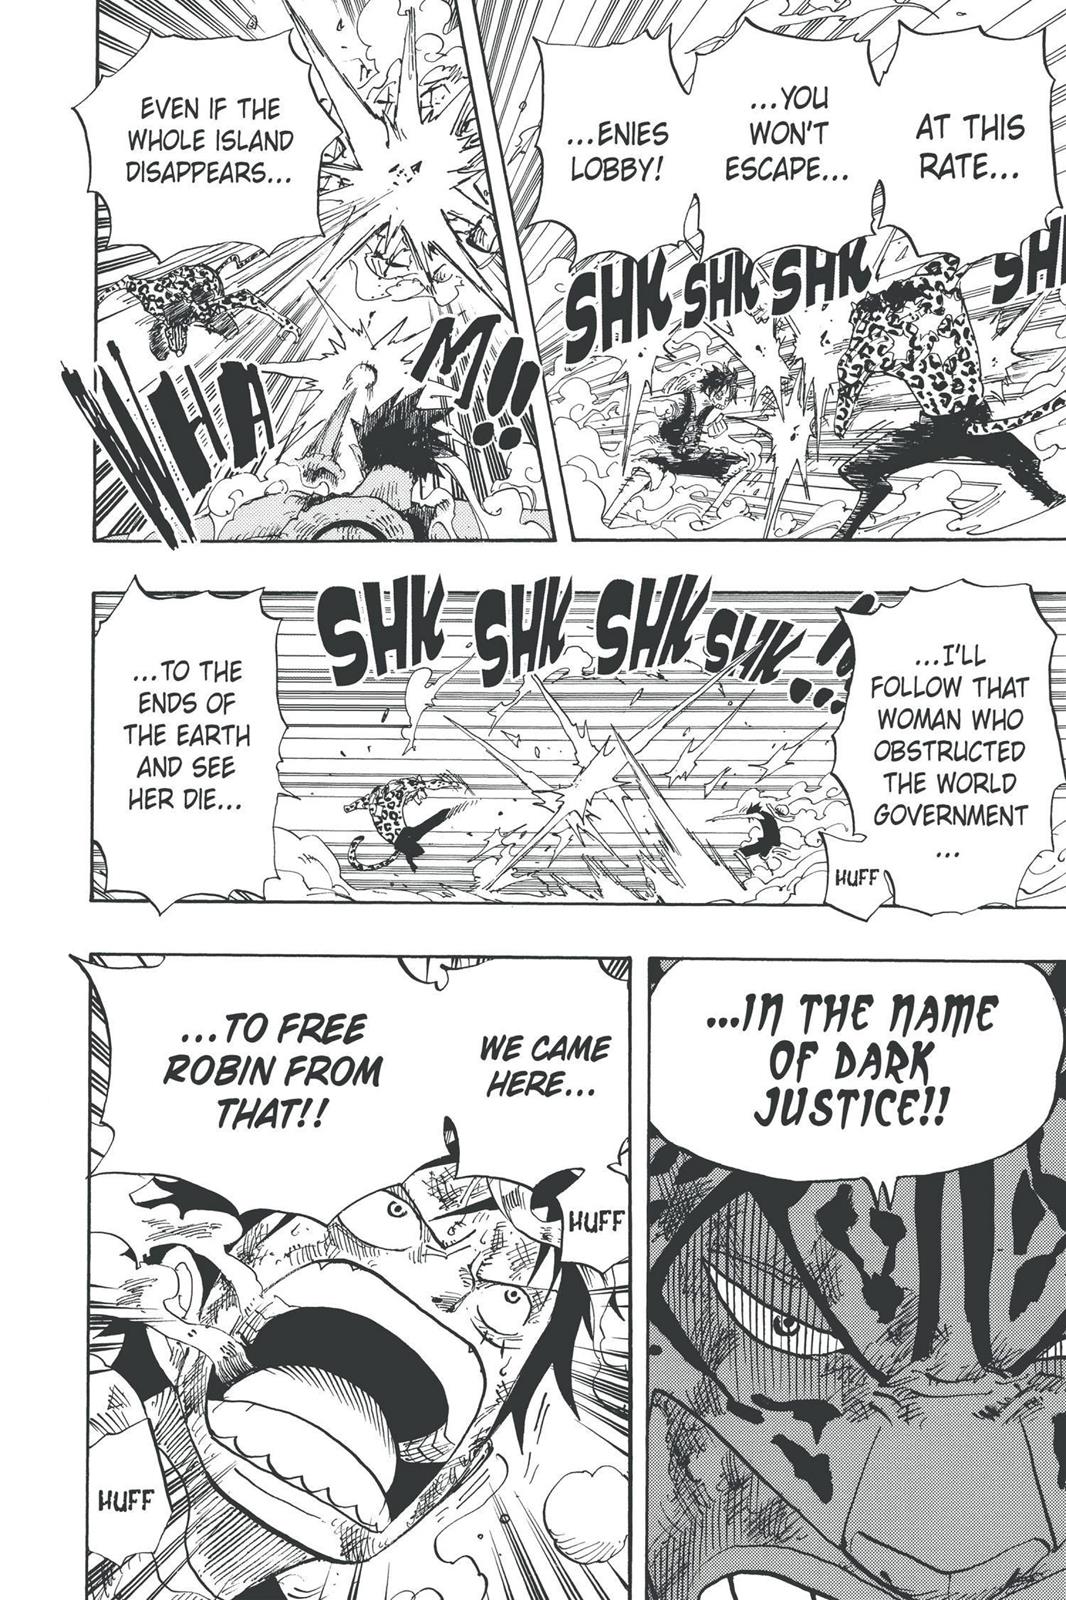 AT THIS
RATE...
...YOU
WON'T
ESCAPE...
...ENIES
LOBBY!
SHK SHK SHK SHK
EVEN IF THE
WHOLE ISLAND
DISAPPEARS...
WHAM!!
...I'LL
FOLLOW THAT
WOMAN WHO
OBSTRUCTED
THE WORLD
GOVERNMENT
...
HUFF
SHK SHK SHK SHK...!!
...TO THE
ENDS OF
THE EARTH
AND SEE
HER DIE...
...IN THE NAME
OF DARK
JUSTICE!!
WE CAME
HERE...
...TO FREE
ROBIN FROM
THAT!!
HUFF
HUFF